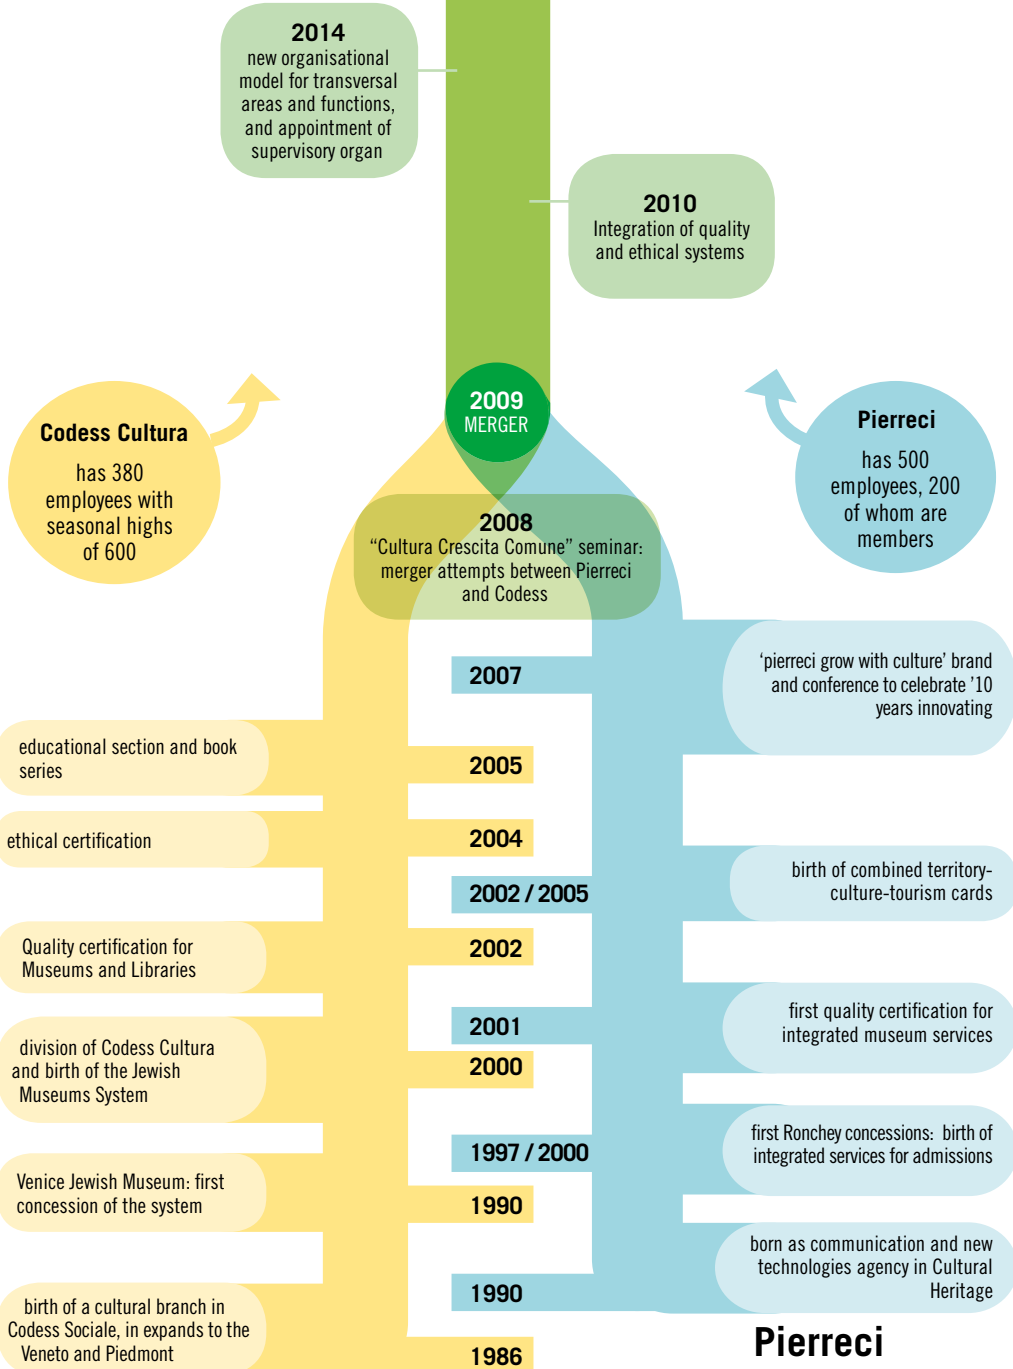 2014
new organisational
model for transversal
areas and functions,
and appointment of
supervisory organ
2010
Integration of quality
and ethical systems
2009
MERGER
Codess Cultura
has 380
employees with
seasonal highs
of 600
Pierreci
has 500
employees, 200
of whom are
members
2008
“Cultura Crescita Comune” seminar:
merger attempts between Pierreci
and Codess
2007
‘pierreci grow with culture’ brand
and conference to celebrate ’10
years innovating
educational section and book
series
2005
ethical certification
2004
2002 / 2005
birth of combined territory-
culture-tourism cards
Quality certification for
Museums and Libraries
2002
2001
first quality certification for
integrated museum services
division of Codess Cultura
and birth of the Jewish
Museums System
2000
1997 / 2000
first Ronchey concessions: birth of
integrated services for admissions
Venice Jewish Museum: first
concession of the system
1990
1990
born as communication and new
technologies agency in Cultural
Heritage
Pierreci
birth of a cultural branch in
Codess Sociale, in expands to the
Veneto and Piedmont
1986